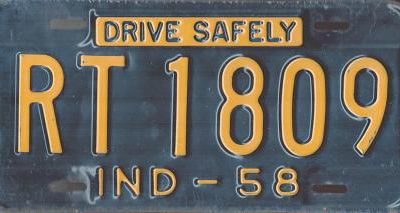 DRIVE SAFELY
RT 1809
IND - 58